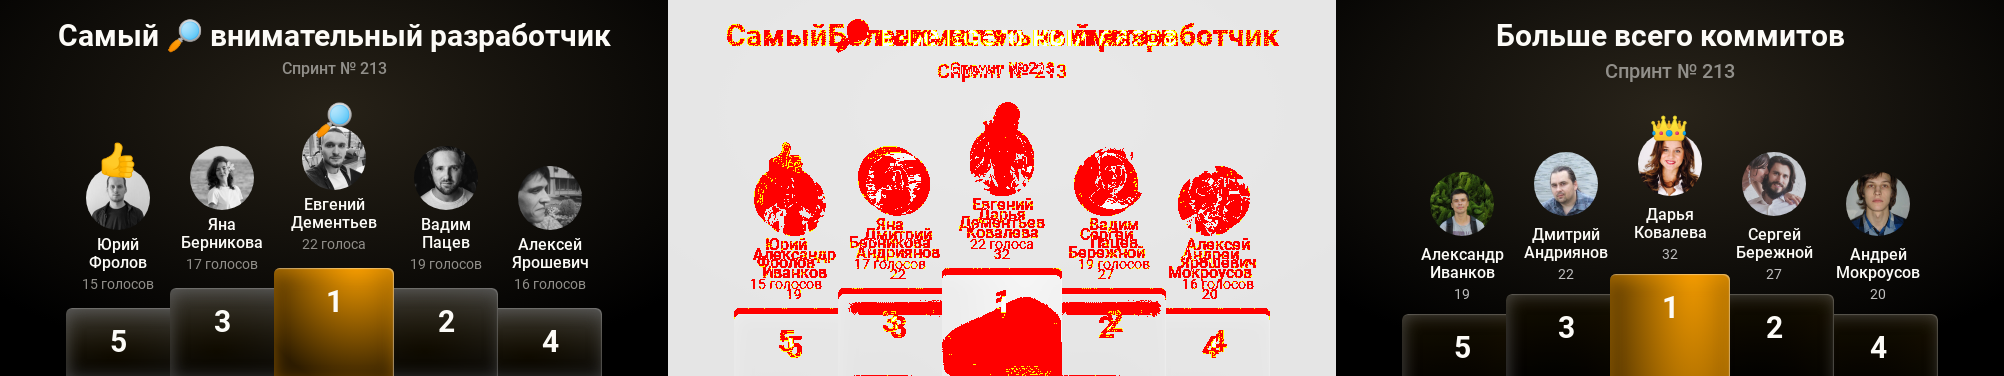 Самый 🔎 внимательный разработчик
Спринт № 213
Евгений
Дементьев
22 голоса
Яна
Берникова
17 голосов
Вадим
Пацев
19 голосов
Юрий
Фролов
15 голосов
Алексей
Ярошевич
16 голосов
5
3
1
2
4
Больше всего коммитов
Спринт № 213
Дарья
Ковалева
32
Дмитрий
Андриянов
22
Сергей
Бережной
27
Александр
Иванков
19
Андрей
Мокроусов
20
5
3
1
2
4